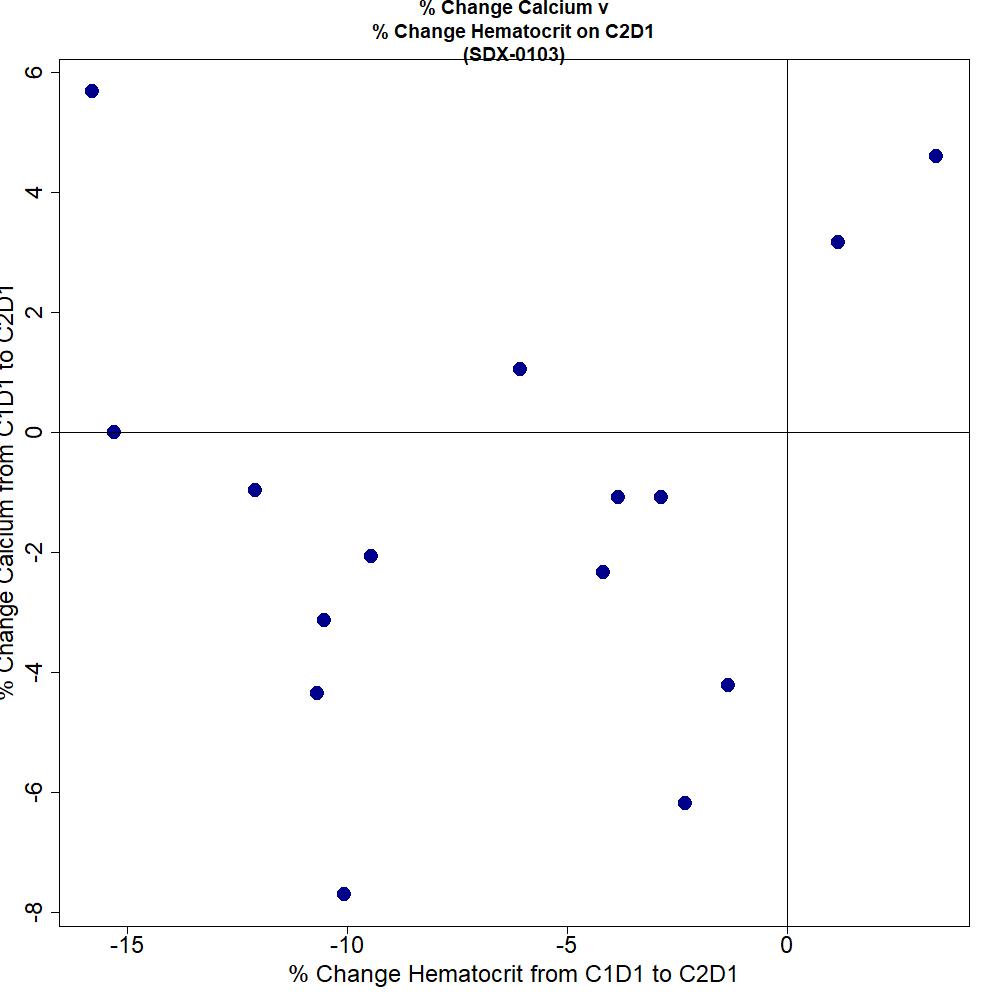 % Change Calcium v
% Change Hematocrit on C2D1
(SDX-0103)
% Change Calcium from C1D1 to C2D1
6
4
2
0
-2
-4
-6
-8
-15
-10
-5
0
% Change Hematocrit from C1D1 to C2D1